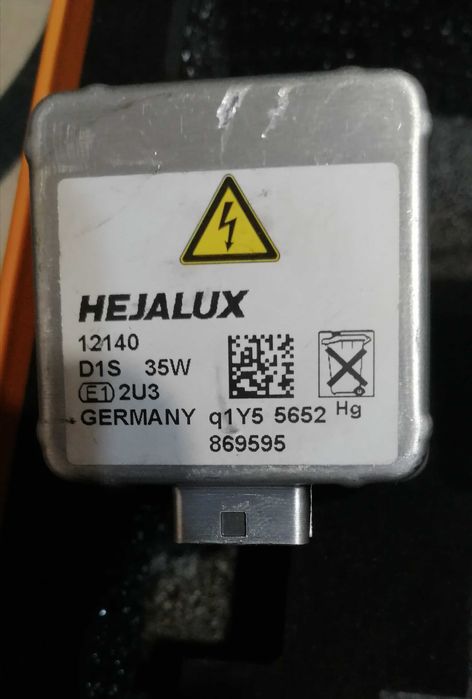 HEJALUX
12140
D1S 35W
E1 2U3
GERMANY q1Y5 5652
Hg
869595